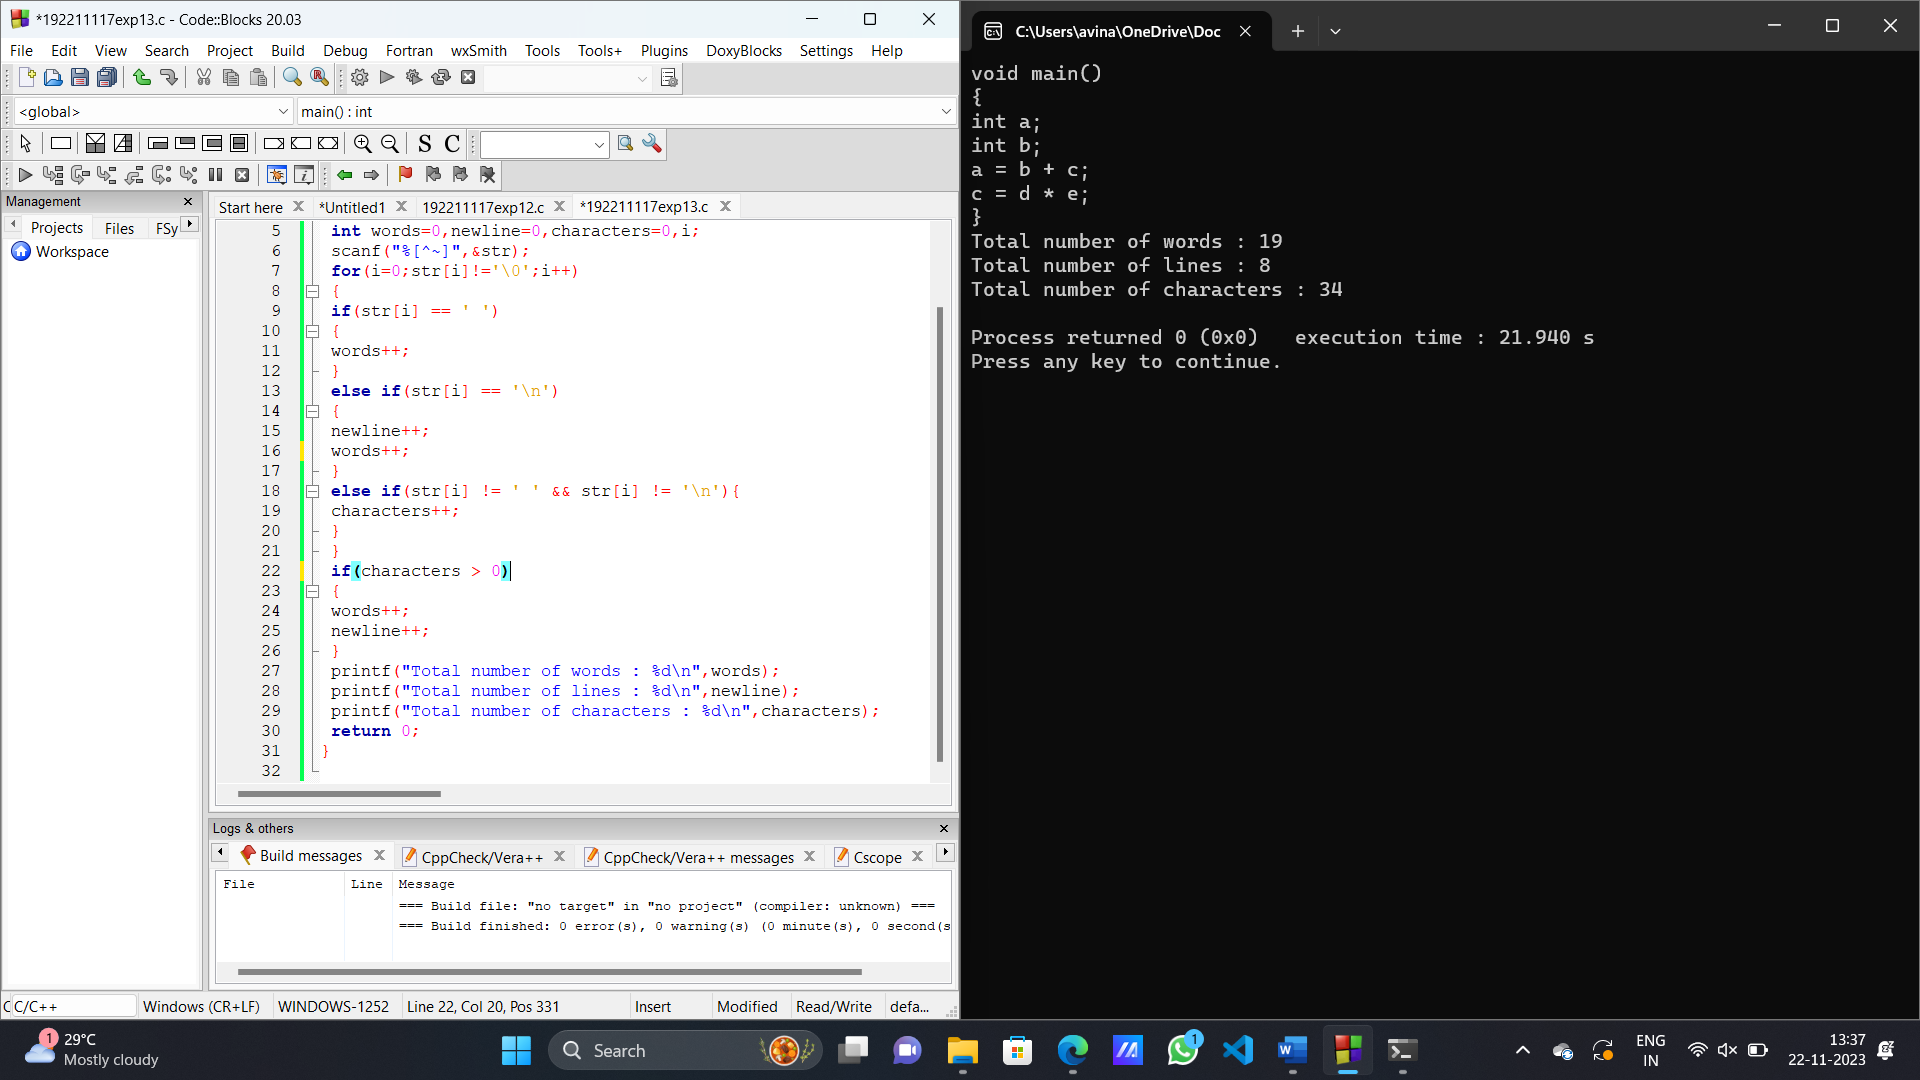 *192211117exp13.c - Code::Blocks 20.03
File Edit View Search Project Build Debug Fortran wxSmith Tools Tools+ Plugins DoxyBlocks Settings Help
<global> main() : int
S C
Management
Projects Files FSy
Workspace
Start here *Untitled1 192211117exp12.c *192211117exp13.c
5 int words=0,newline=0,characters=0,i;
6 scanf("%[^~]",&str);
7 for(i=0;str[i]!='\0';i++)
8 {
9 if(str[i] == ' ')
10 {
11 words++;
12 }
13 else if(str[i] == '\n')
14 {
15 newline++;
16 words++;
17 }
18 else if(str[i] != ' ' && str[i] != '\n'){
19 characters++;
20 }
21 }
22 if(characters > 0)
23 {
24 words++;
25 newline++;
26 }
27 printf("Total number of words : %d\n",words);
28 printf("Total number of lines : %d\n",newline);
29 printf("Total number of characters : %d\n",characters);
30 return 0;
31 }
32
Logs & others
Build messages CppCheck/Vera++ CppCheck/Vera++ messages Cscope
File Line Message
=== Build file: "no target" in "no project" (compiler: unknown) ===
=== Build finished: 0 error(s), 0 warning(s) (0 minute(s), 0 second(s
C C/C++ Windows (CR+LF) WINDOWS-1252 Line 22, Col 20, Pos 331 Insert Modified Read/Write defa...
C:\Users\avina\OneDrive\Doc
void main()
{
int a;
int b;
a = b + c;
c = d * e;
}
Total number of words : 19
Total number of lines : 8
Total number of characters : 34
Process returned 0 (0x0) execution time : 21.940 s
Press any key to continue.
1
29°C
Mostly cloudy
Search
1
ENG
IN
13:37
22-11-2023